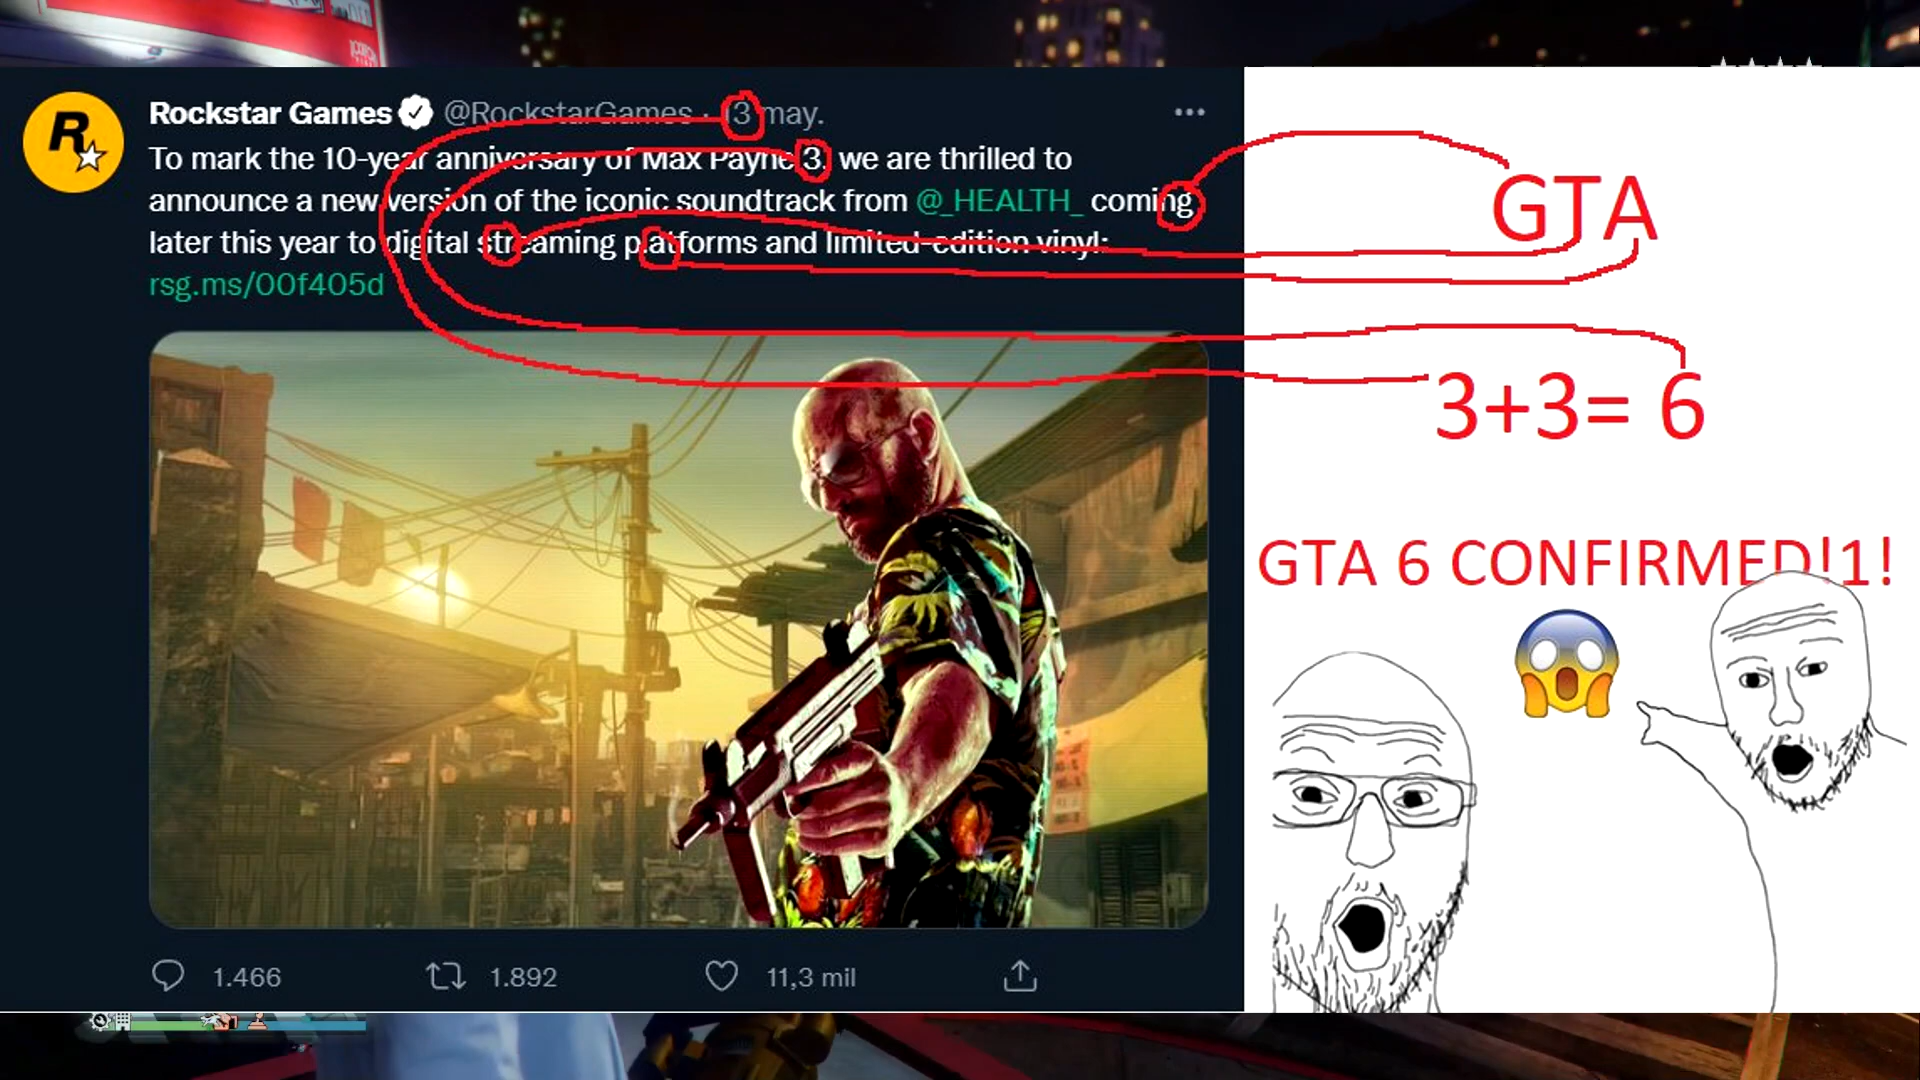 Rockstar Games @RockstarGames · 13 may.
To mark the 10-year anniversary of Max Payne 3, we are thrilled to
announce a new version of the iconic soundtrack from @_HEALTH_ coming
later this year to digital streaming platforms and limited-edition vinyl:
rsg.ms/00f405d
1.466 1.892 11,3 mil
GTA
3+3= 6
GTA 6 CONFIRMED!1!